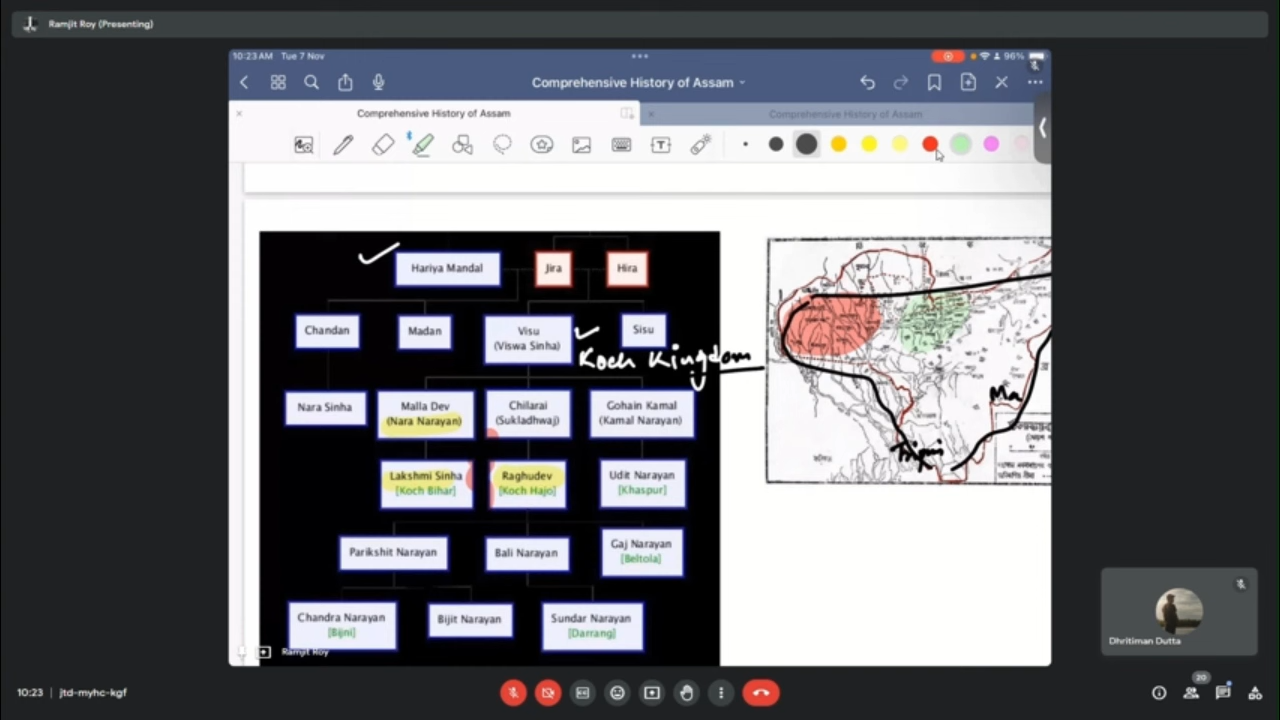 Ramjit Roy (Presenting)
10:23 AM Tue 7 Nov
96%
Comprehensive History of Assam
Comprehensive History of Assam
Comprehensive History of Assam
Hariya Mandal
Jira
Hira
Chandan
Madan
Visu
(Viswa Sinha)
Sisu
Koch Kingdom
Nara Sinha
Malla Dev
(Nara Narayan)
Chilarai
(Sukladhwaj)
Gohain Kamal
(Kamal Narayan)
Ma
Lakshmi Sinha
[Koch Bihar]
Raghudev
[Koch Hajo]
Udit Narayan
[Khaspur]
Parikshit Narayan
Bali Narayan
Gaj Narayan
[Beltola]
Chandra Narayan
[Bijni]
Bijit Narayan
Sundar Narayan
[Darrang]
Ramjit Roy
Dhritiman Dutta
10:23 | jtd-myhc-kgf
20